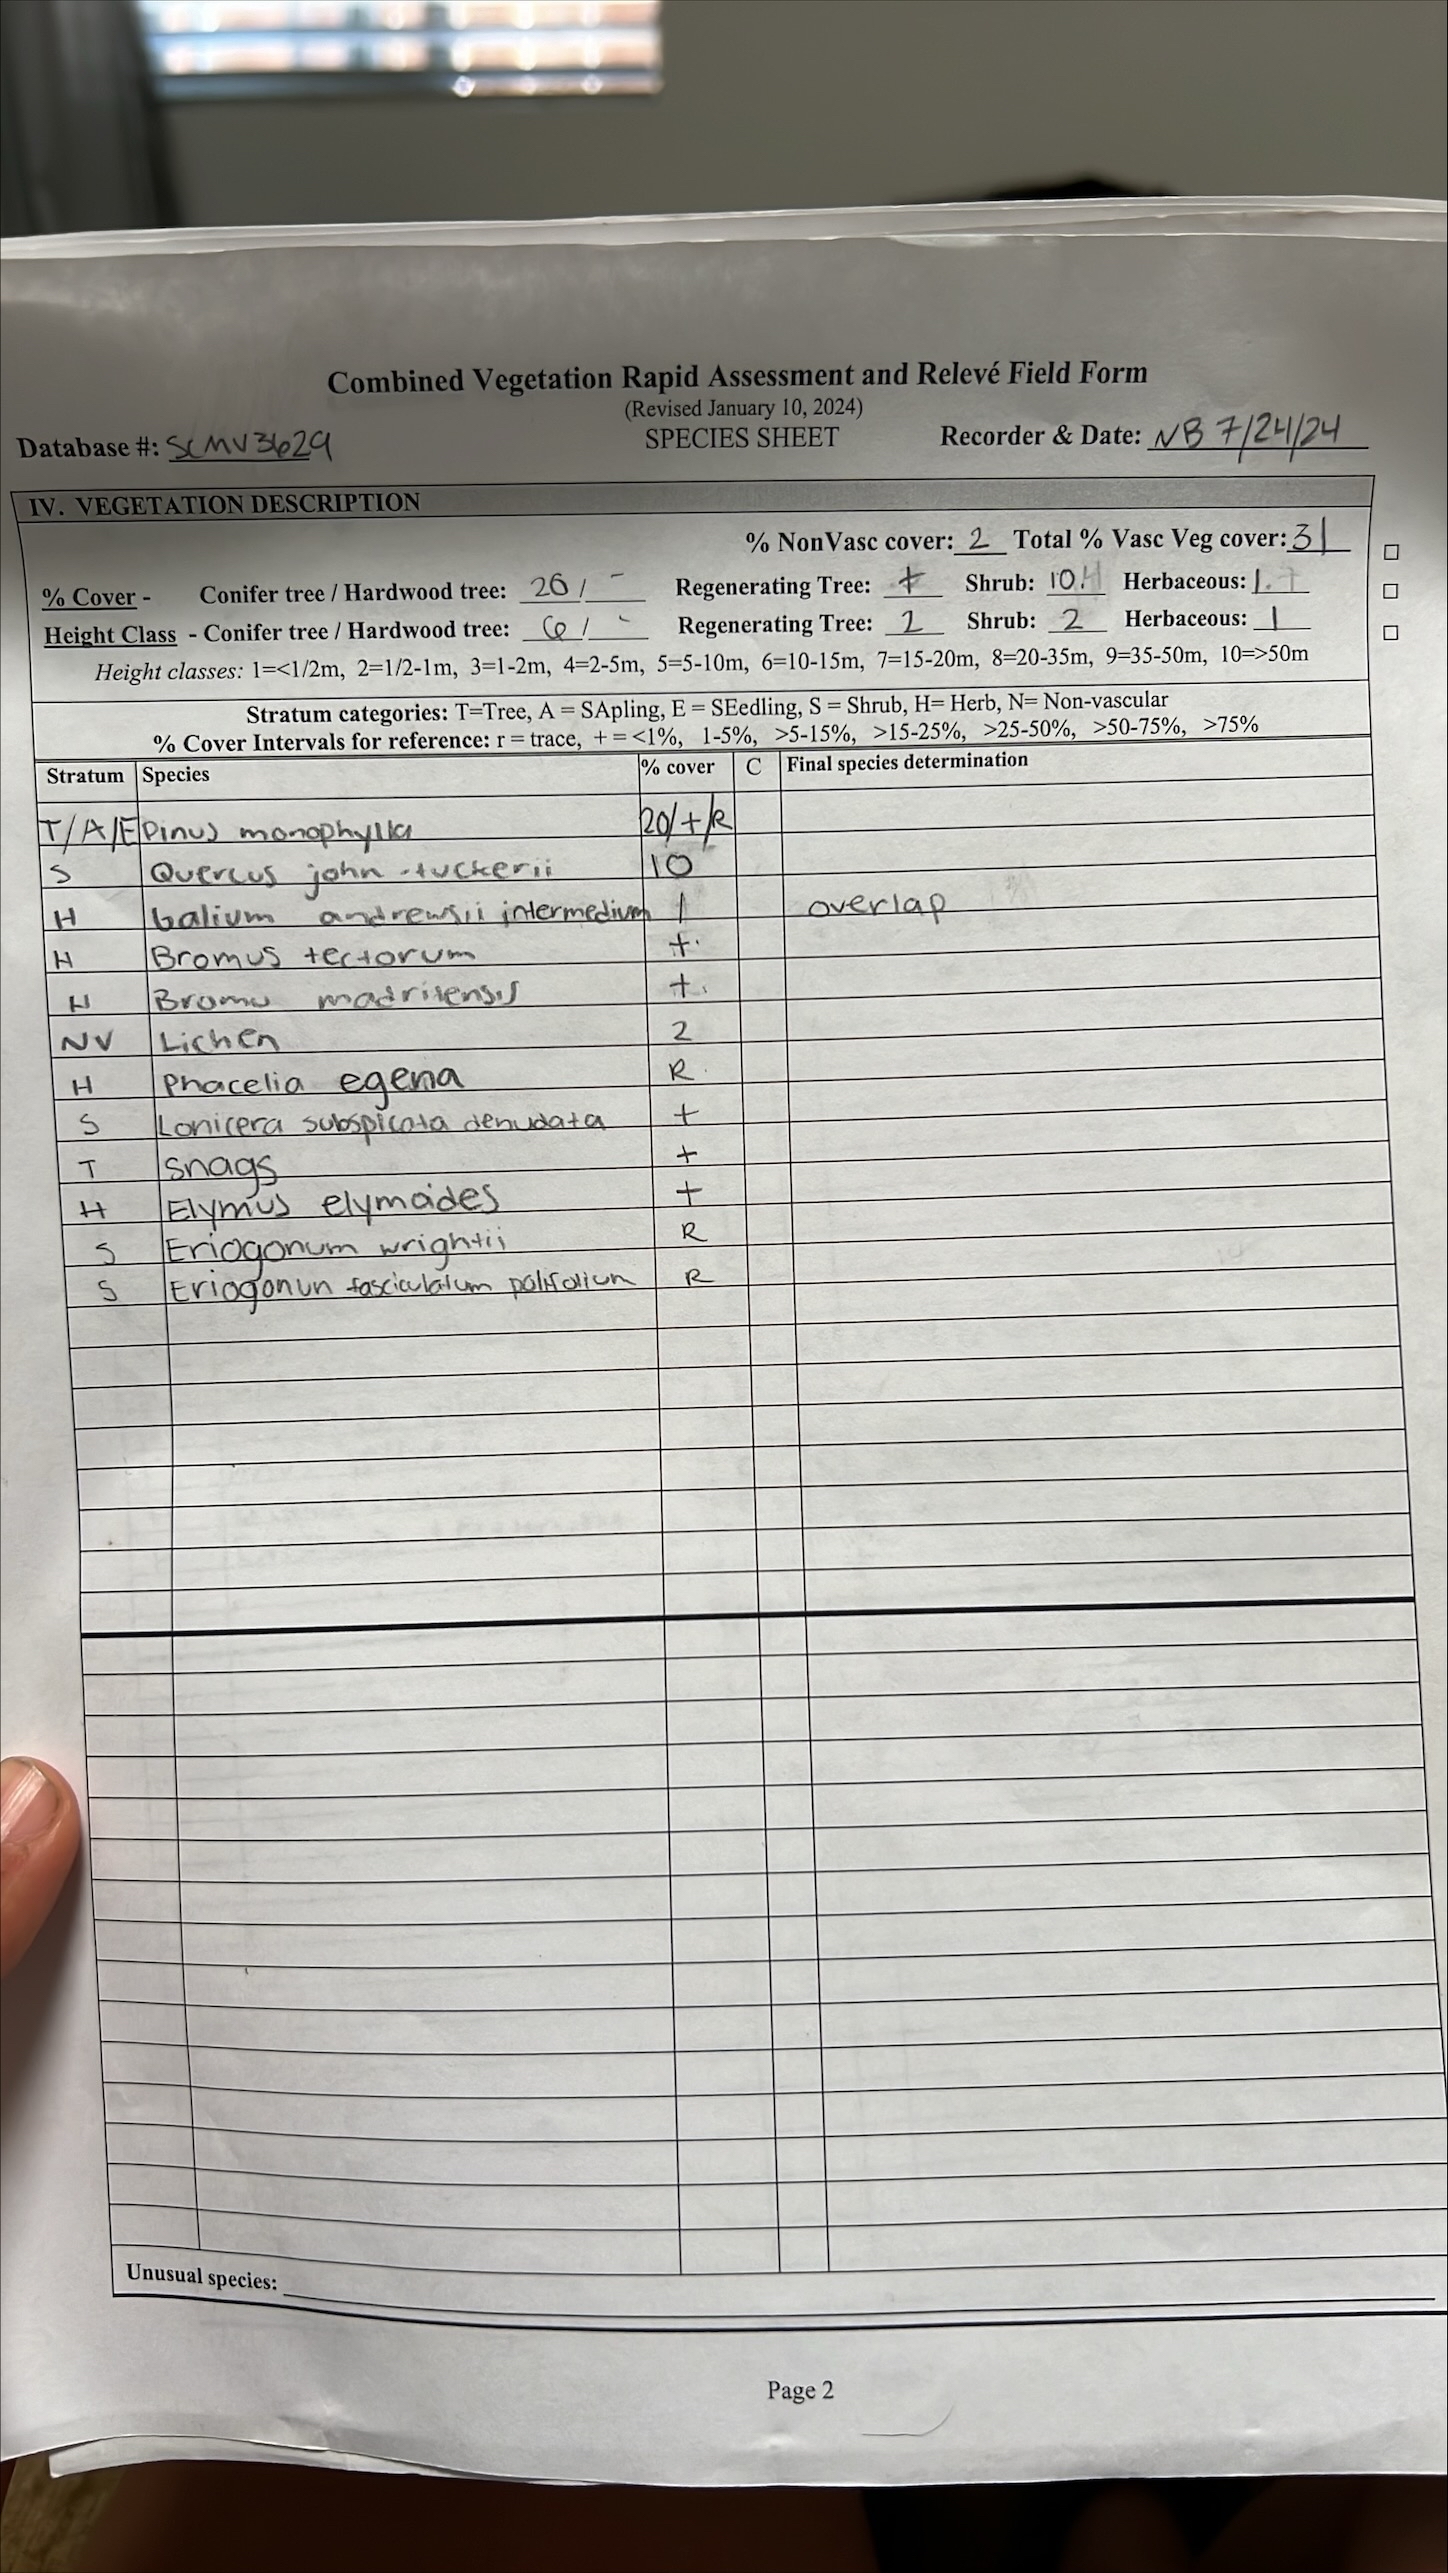 Combined Vegetation Rapid Assessment and Relevé Field Form
(Revised January 10, 2024)
Database #: SCMV3629 SPECIES SHEET Recorder & Date: NB 7/24/24
IV. VEGETATION DESCRIPTION
% NonVasc cover: 2 Total % Vasc Veg cover: 31
% Cover - Conifer tree / Hardwood tree: 20 / - Regenerating Tree: + Shrub: 10 Herbaceous: 1
Height Class - Conifer tree / Hardwood tree: 6 / - Regenerating Tree: 2 Shrub: 2 Herbaceous: 1
Height classes: 1=<1/2m, 2=1/2-1m, 3=1-2m, 4=2-5m, 5=5-10m, 6=10-15m, 7=15-20m, 8=20-35m, 9=35-50m, 10=>50m
Stratum categories: T=Tree, A = SApling, E = SEedling, S = Shrub, H= Herb, N= Non-vascular
% Cover Intervals for reference: r = trace, + = <1%, 1-5%, >5-15%, >15-25%, >25-50%, >50-75%, >75%
Stratum Species % cover C Final species determination
T/A/E Pinus monophylla 20/+/R
S Quercus john-tuckerii 10
H Galium andrewsii intermedium 1 overlap
H Bromus tectorum +
H Bromu madritensis +
NV Lichen 2
H Phacelia egena R
S Lonicera subspicata denudata +
T snags +
H Elymus elymoides +
S Eriogonum wrightii R
S Eriogonun fasciculatum polifolium R
Unusual species:
Page 2